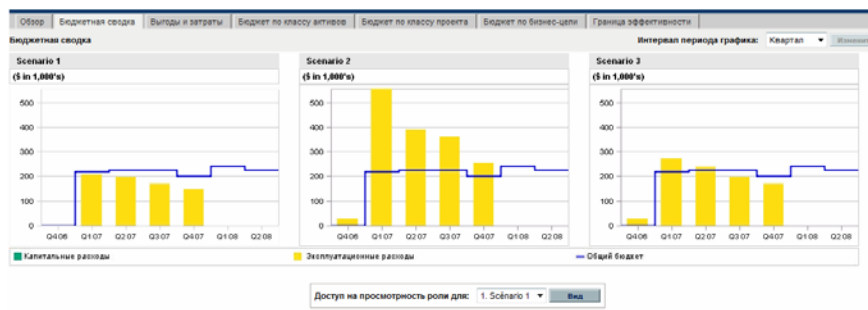 Обзор Бюджетная сводка Выгоды и затраты Бюджет по классу активов Бюджет по классу проекта Бюджет по бизнес-цели Граница эффективности
Бюджетная сводка Интервал периода графика: Квартал
Scenario 1 Scenario 2 Scenario 3
($ in 1,000's) ($ in 1,000's) ($ in 1,000's)
500 500 500
400 400 400
300 300 300
200 200 200
100 100 100
0 0 0
Q4 06 Q1 07 Q2 07 Q3 07 Q4 07 Q1 08 Q2 08 Q4 06 Q1 07 Q2 07 Q3 07 Q4 07 Q1 08 Q2 08 Q4 06 Q1 07 Q2 07 Q3 07 Q4 07 Q1 08 Q2 08
Капитальные расходы Эксплуатационные расходы Общий бюджет
Доступ на просмотрность роли для: 1. Scénario 1 Вид